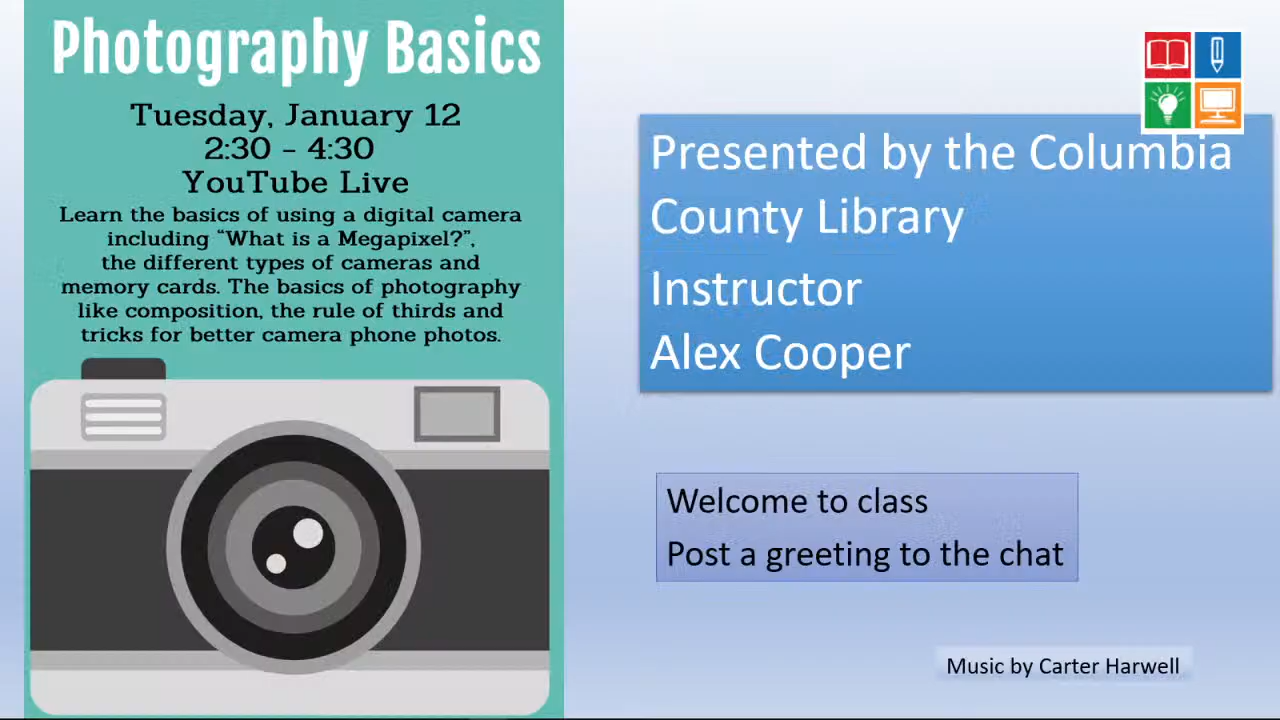 Photography Basics
Tuesday, January 12
2:30 – 4:30
YouTube Live
Learn the basics of using a digital camera
including “What is a Megapixel?”,
the different types of cameras and
memory cards. The basics of photography
like composition, the rule of thirds and
tricks for better camera phone photos.
Presented by the Columbia
County Library
Instructor
Alex Cooper
Welcome to class
Post a greeting to the chat
Music by Carter Harwell